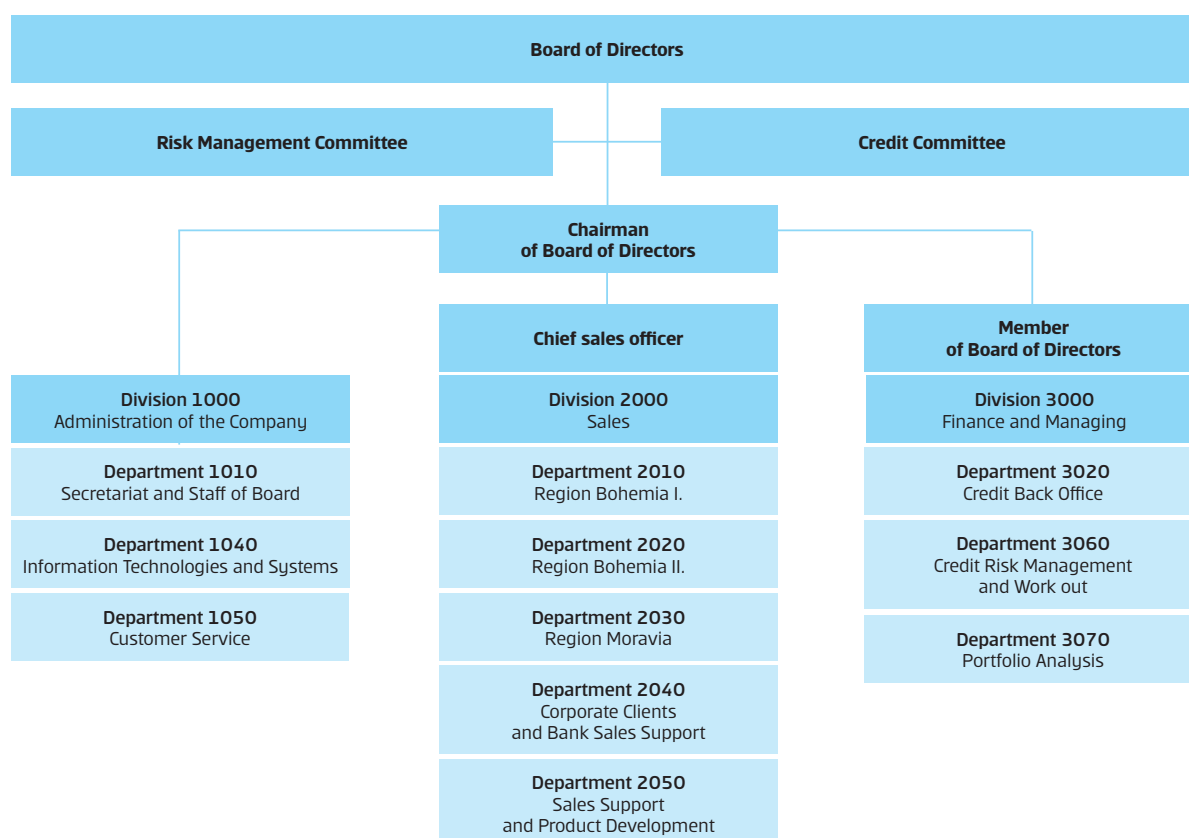 Board of Directors
Risk Management Committee
Credit Committee
Chairman
of Board of Directors
Chief sales officer
Member
of Board of Directors
Division 1000
Administration of the Company
Department 1010
Secretariat and Staff of Board
Department 1040
Information Technologies and Systems
Department 1050
Customer Service
Division 2000
Sales
Department 2010
Region Bohemia I.
Department 2020
Region Bohemia II.
Department 2030
Region Moravia
Department 2040
Corporate Clients
and Bank Sales Support
Department 2050
Sales Support
and Product Development
Division 3000
Finance and Managing
Department 3020
Credit Back Office
Department 3060
Credit Risk Management
and Work out
Department 3070
Portfolio Analysis